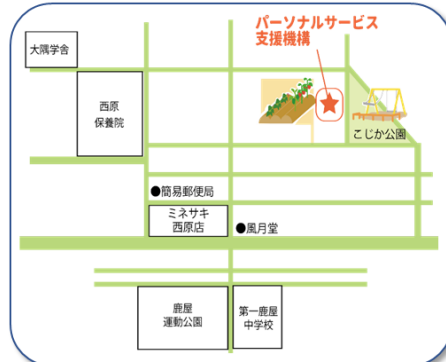 パーソナルサービス
支援機構
大隅学舎
西原
保養院
こじか公園
●簡易郵便局
ミネサキ
西原店
●風月堂
鹿屋
運動公園
第一鹿屋
中学校